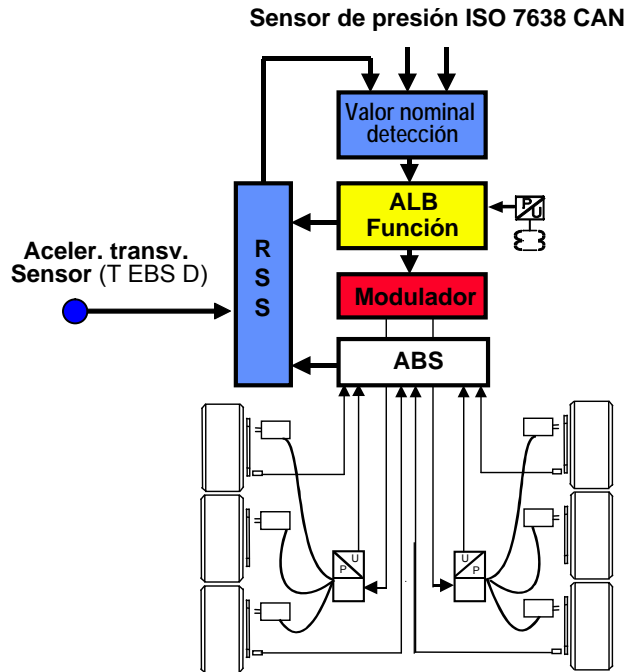 Sensor de presión ISO 7638 CAN
Valor nominal
detección
ALB
Función
P
U
R
S
S
Aceler. transv.
Sensor (T EBS D)
Modulador
ABS
U
P
U
P